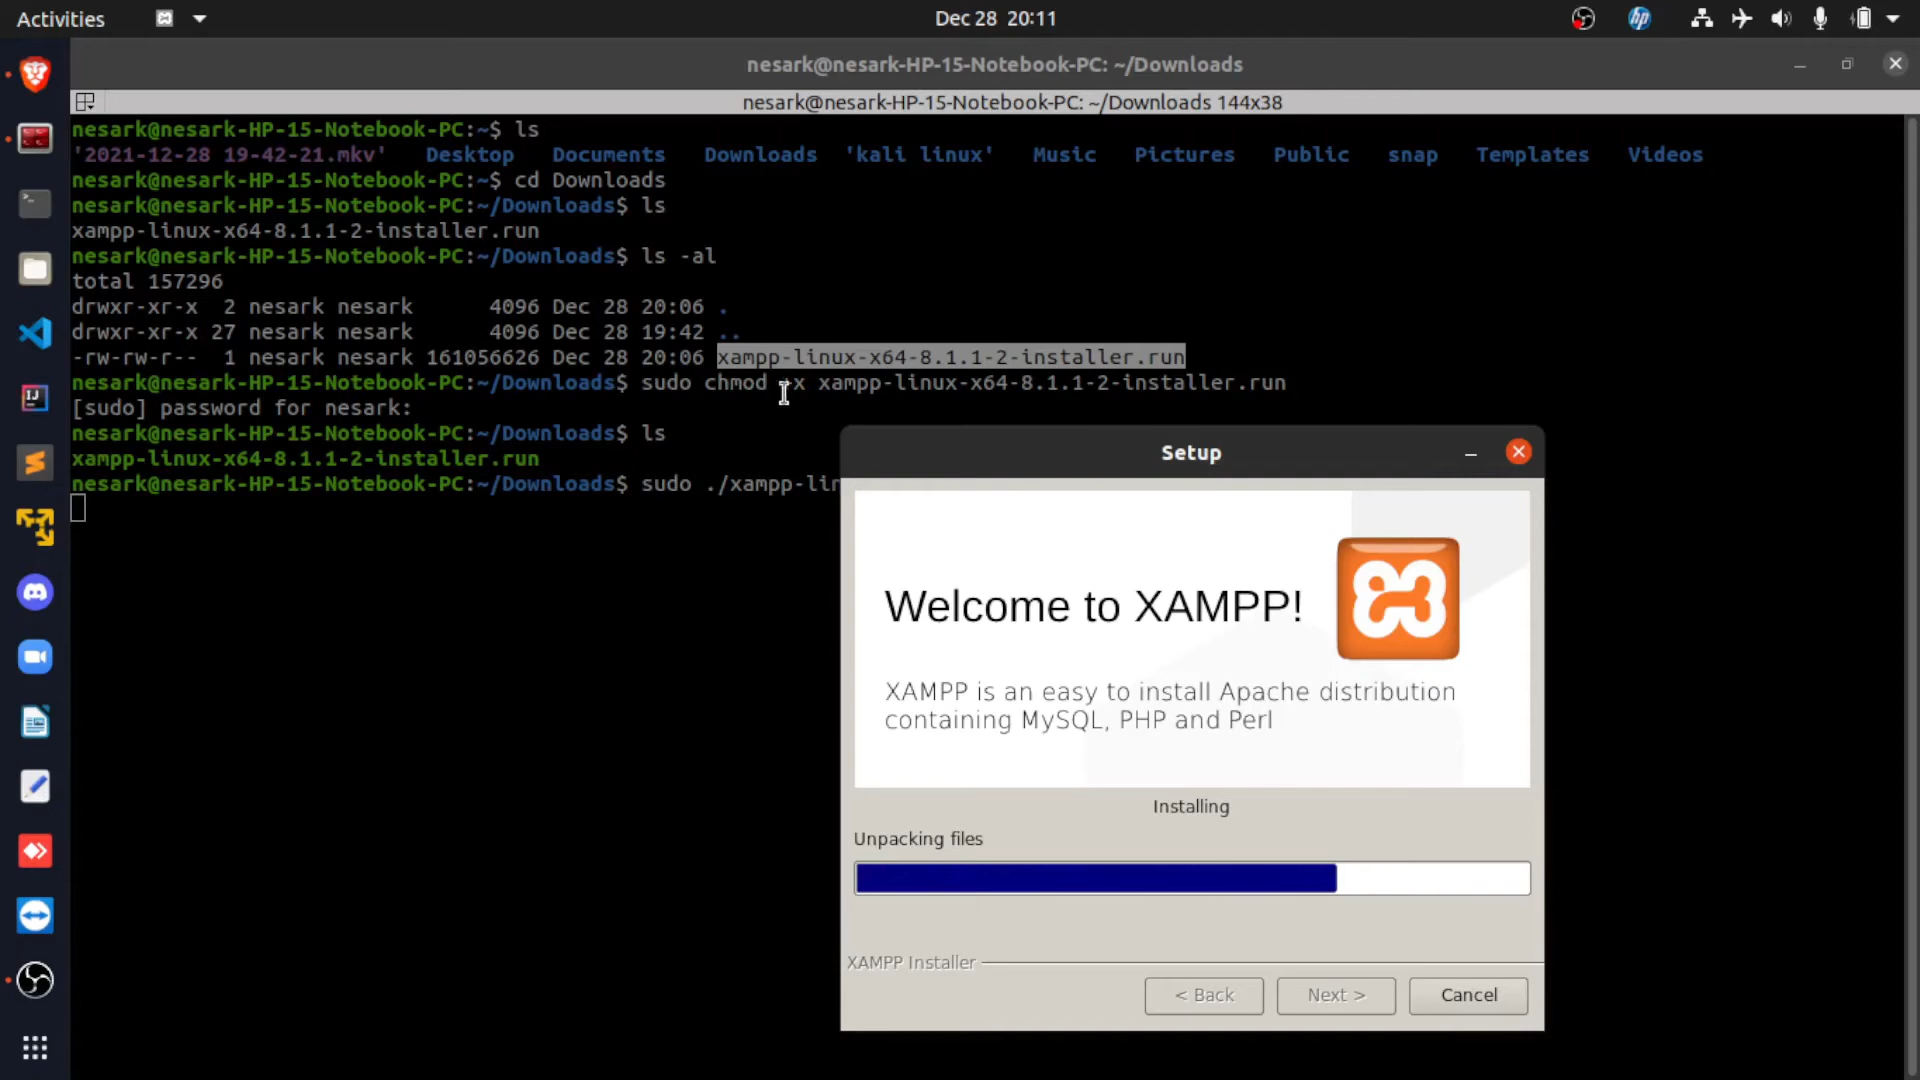 Activities
Dec 28 20:11
nesark@nesark-HP-15-Notebook-PC: ~/Downloads
nesark@nesark-HP-15-Notebook-PC: ~/Downloads 144x38
nesark@nesark-HP-15-Notebook-PC:~$ ls
'2021-12-28 19-42-21.mkv' Desktop Documents Downloads 'kali linux' Music Pictures Public snap Templates Videos
nesark@nesark-HP-15-Notebook-PC:~$ cd Downloads
nesark@nesark-HP-15-Notebook-PC:~/Downloads$ ls
xampp-linux-x64-8.1.1-2-installer.run
nesark@nesark-HP-15-Notebook-PC:~/Downloads$ ls -al
total 157296
drwxr-xr-x 2 nesark nesark 4096 Dec 28 20:06 .
drwxr-xr-x 27 nesark nesark 4096 Dec 28 19:42 ..
-rw-rw-r-- 1 nesark nesark 161056626 Dec 28 20:06 xampp-linux-x64-8.1.1-2-installer.run
nesark@nesark-HP-15-Notebook-PC:~/Downloads$ sudo chmod +x xampp-linux-x64-8.1.1-2-installer.run
[sudo] password for nesark:
nesark@nesark-HP-15-Notebook-PC:~/Downloads$ ls
xampp-linux-x64-8.1.1-2-installer.run
nesark@nesark-HP-15-Notebook-PC:~/Downloads$ sudo ./xampp-lin
Setup
Welcome to XAMPP!
XAMPP is an easy to install Apache distribution
containing MySQL, PHP and Perl
Installing
Unpacking files
XAMPP Installer
< Back Next > Cancel